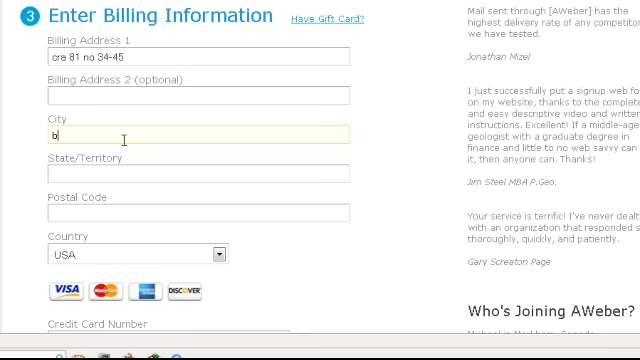 3 Enter Billing Information
Have Gift Card?
Billing Address 1
cra 81 no 34-45
Billing Address 2 (optional)
City
b
State/Territory
Postal Code
Country
USA
VISA MasterCard DISCOVER
Credit Card Number
Mail sent through [AWeber] has the
highest delivery rate of any competitor
we have tested.
Jonathan Mizel
I just successfully put a signup web fo
on my website, thanks to the complete
and easy descriptive video and written
instructions. Excellent! If a middle-age
geologist with a graduate degree in
finance and little to no web savvy can
it, then anyone can. Thanks!
Jim Steel MBA P.Geo.
Your service is terrific! I've never dealt
with an organization that responded s
thoroughly, quickly, and patiently.
Gary Screaton Page
Who's Joining AWeber?